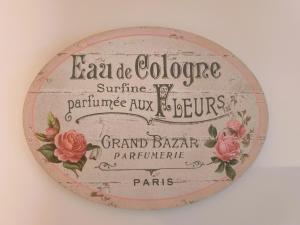 Eau de Cologne
Surfine
parfumée AUX FLEURS
GRAND BAZAR
PARFUMERIE
PARIS